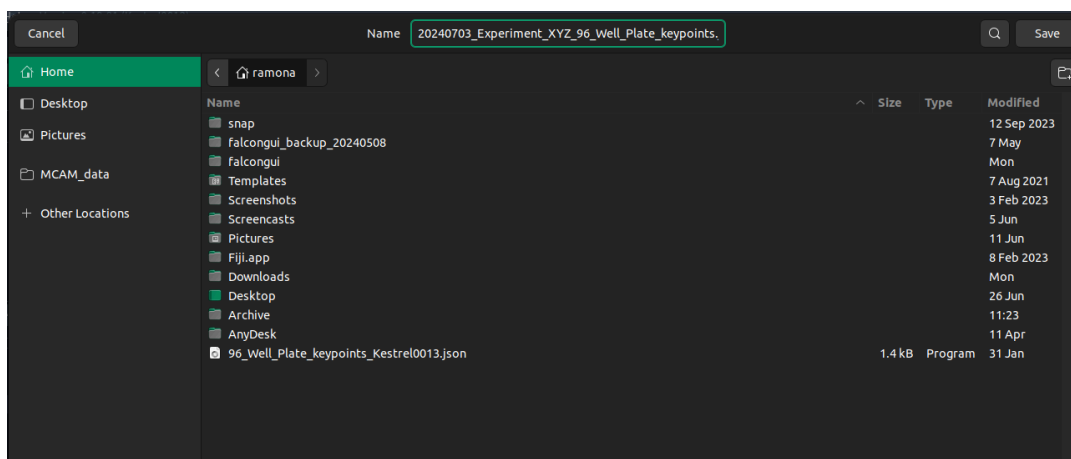 Cancel Name 20240703_Experiment_XYZ_96_Well_Plate_keypoints. Save
Home ramona
Desktop
Pictures
MCAM_data
Other Locations
Name Size Type Modified
snap 12 Sep 2023
falcongui_backup_20240508 7 May
falcongui Mon
Templates 7 Aug 2021
Screenshots 3 Feb 2023
Screencasts 5 Jun
Pictures 11 Jun
Fiji.app 8 Feb 2023
Downloads Mon
Desktop 26 Jun
Archive 11:23
AnyDesk 11 Apr
96_Well_Plate_keypoints_Kestrel0013.json 1.4 kB Program 31 Jan